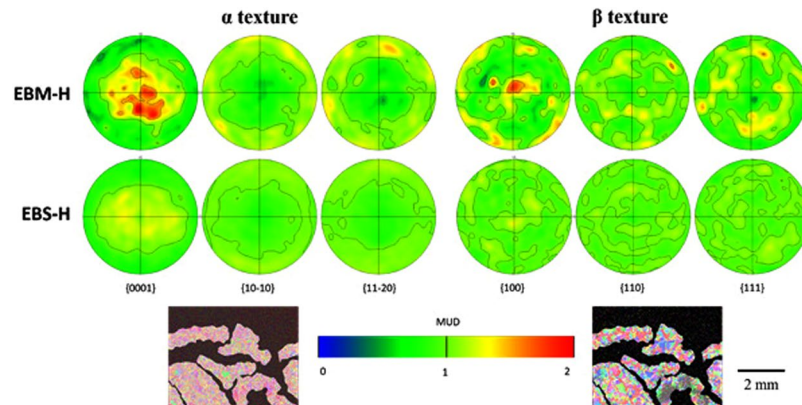 α texture β texture
EBM-H
EBS-H
{0001} {10-10} {11-20} {100} {110} {111}
MUD
0 1 2
2 mm